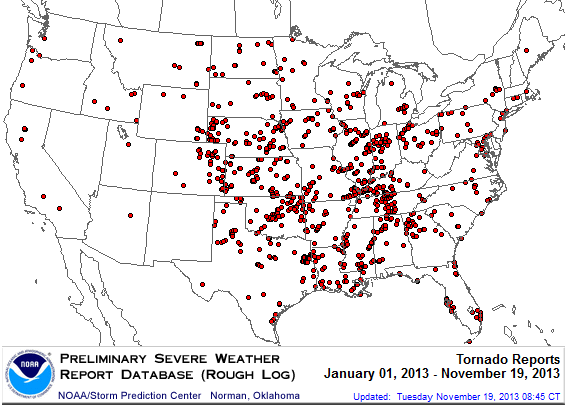 NOAA
PRELIMINARY SEVERE WEATHER
REPORT DATABASE (ROUGH LOG)
NOAA/Storm Prediction Center Norman, Oklahoma
Tornado Reports
January 01, 2013 - November 19, 2013
Updated: Tuesday November 19, 2013 08:45 CT